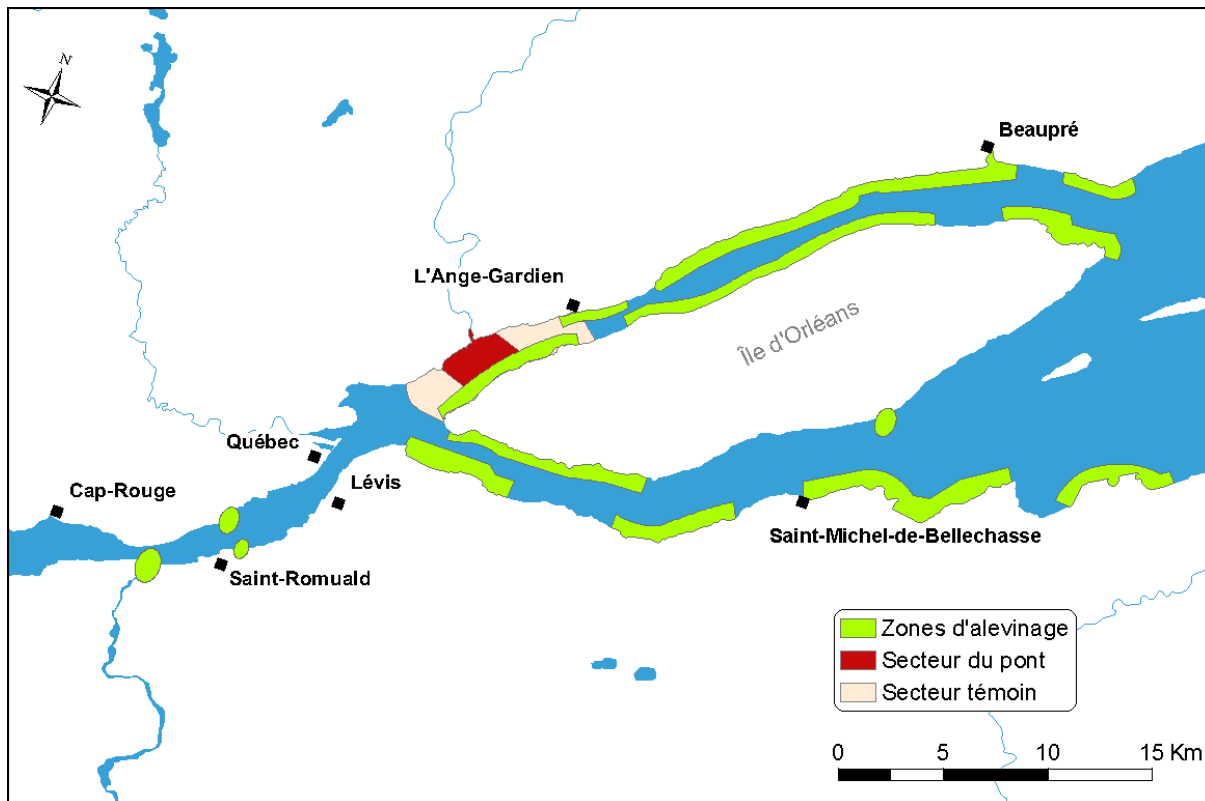 N
Beaupré
L'Ange-Gardien
Île d'Orléans
Québec
Lévis
Cap-Rouge
Saint-Michel-de-Bellechasse
Saint-Romuald
Zones d'alevinage
Secteur du pont
Secteur témoin
0 5 10 15 Km